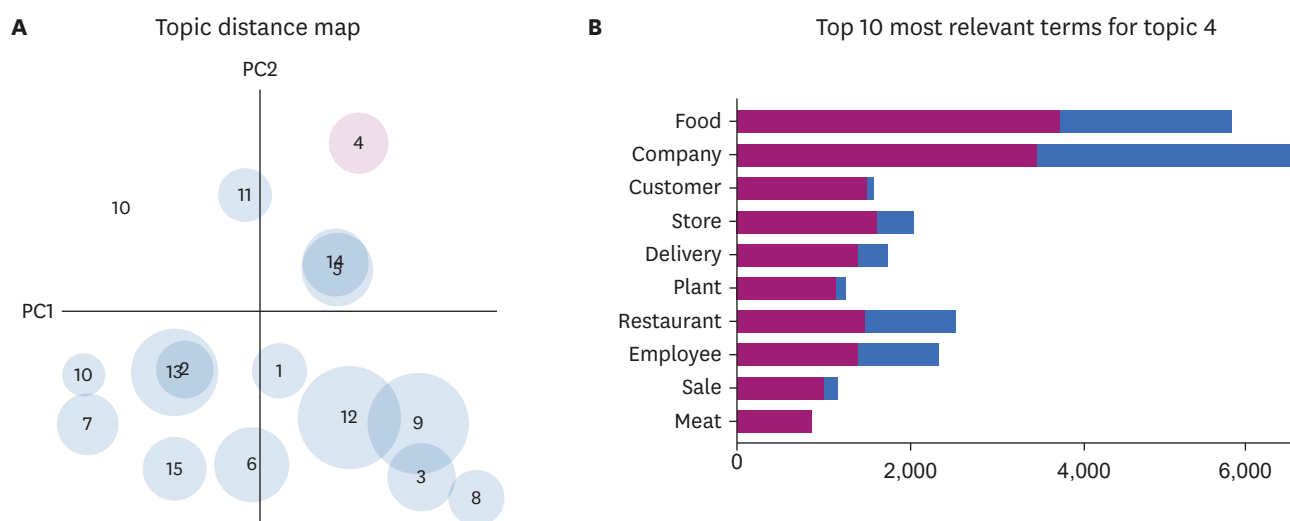 A Topic distance map
PC2
4
11
10
14
5
PC1
13
2
1
10
12
9
7
15
6
3
8
B Top 10 most relevant terms for topic 4
Food
Company
Customer
Store
Delivery
Plant
Restaurant
Employee
Sale
Meat
0 2,000 4,000 6,000